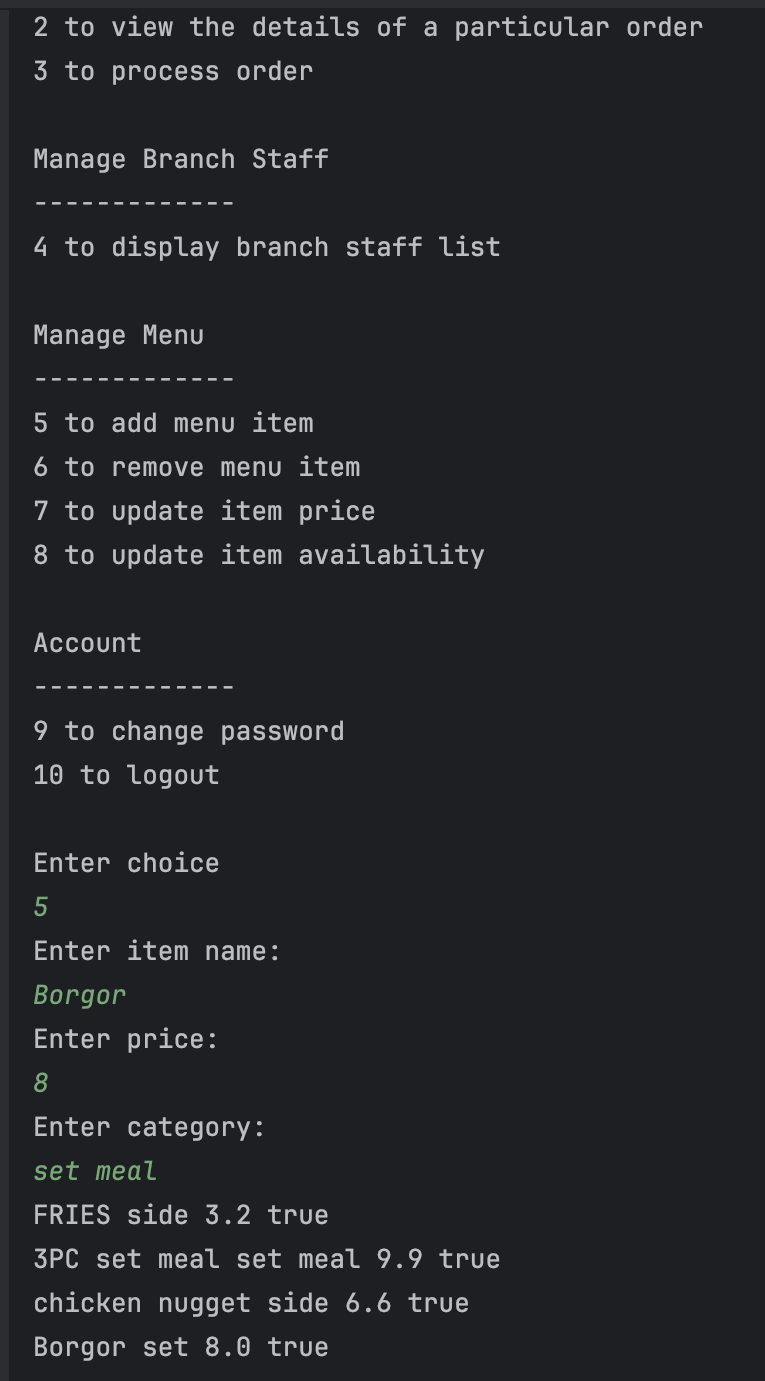 2 to view the details of a particular order
3 to process order
Manage Branch Staff
-------------
4 to display branch staff list
Manage Menu
-------------
5 to add menu item
6 to remove menu item
7 to update item price
8 to update item availability
Account
-------------
9 to change password
10 to logout
Enter choice
5
Enter item name:
Borgor
Enter price:
8
Enter category:
set meal
FRIES side 3.2 true
3PC set meal set meal 9.9 true
chicken nugget side 6.6 true
Borgor set 8.0 true